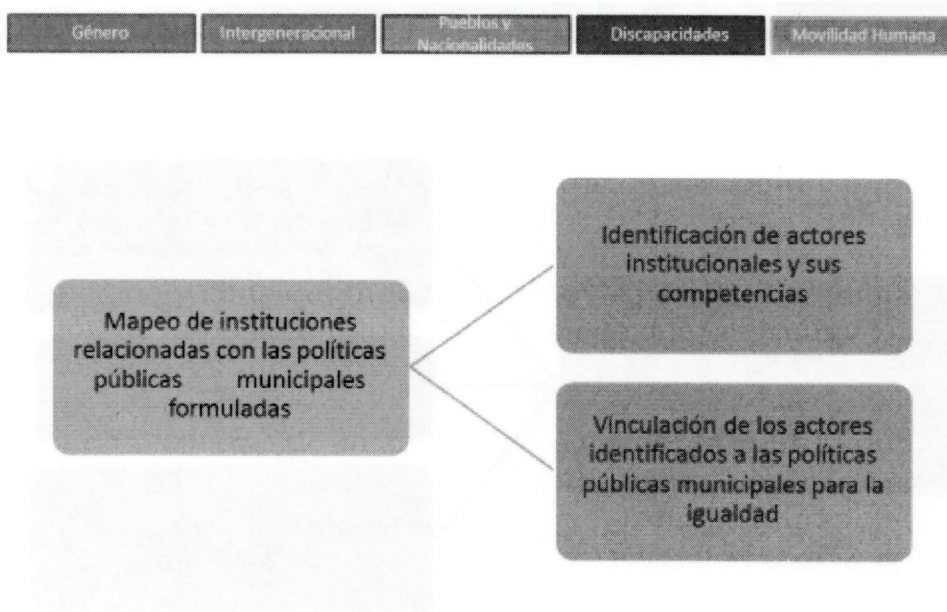 Género
Intergeneracional
Pueblos y
Nacionalidades
Discapacidades
Movilidad Humana
Mapeo de instituciones
relacionadas con las políticas
públicas municipales
formuladas
Identificación de actores
institucionales y sus
competencias
Vinculación de los actores
identificados a las políticas
públicas municipales para la
igualdad